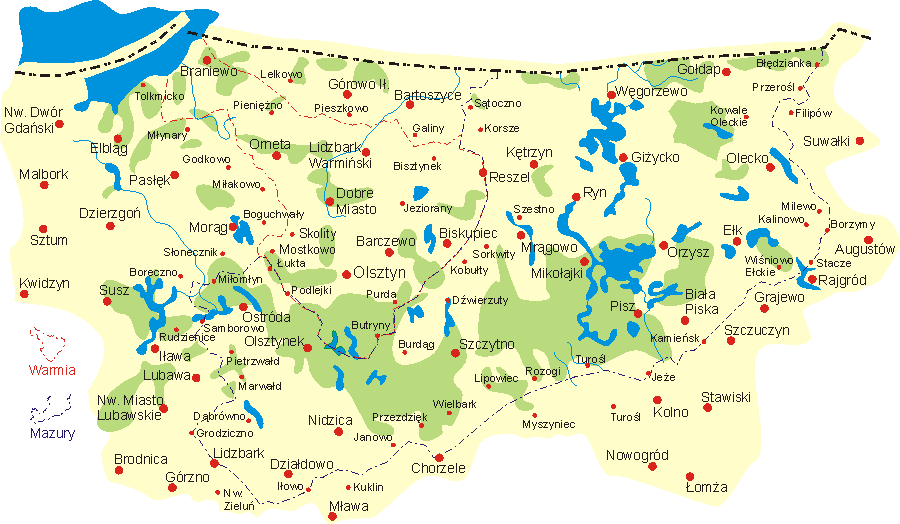 Braniewo
Lelkowo
Górowo Ił.
Bartoszyce
Gołdap
Błędzianka
Tolkmicko
Pieniężno
Pieszkowo
Sątoczno
Węgorzewo
Przerośl
Nw. Dwór
Gdański
Filipów
Kowale
Oleckie
Młynary
Galiny
Korsze
Elbląg
Orneta
Lidzbark
Warmiński
Suwałki
Godkowo
Bisztynek
Kętrzyn
Giżycko
Olecko
Malbork
Pasłęk
Miłakowo
Reszel
Dobre
Miasto
Ryn
Dzierzgoń
Boguchwały
Jeziorany
Szestno
Milewo
Kalinowo
Borzymy
Morąg
Skolity
Biskupiec
Ełk
Sztum
Barczewo
Mrągowo
Augustów
Słonecznik
Mostkowo
Sorkwity
Orzysz
Łukta
Kobułty
Mikołajki
Wiśniowo
Ełckie
Stacze
Boreczno
Miłomłyn
Olsztyn
Rajgród
Kwidzyn
Susz
Podlejki
Purda
Dźwierzuty
Pisz
Biała
Piska
Grajewo
Ostróda
Samborowo
Butryny
Rudzienice
Szczuczyn
Olsztynek
Burdąg
Szczytno
Kamieńsk
Iława
Pietrzwałd
Turośl
Warmia
Lubawa
Marwałd
Lipowiec
Rozogi
Jeże
Nw. Miasto
Lubawskie
Stawiski
Dąbrówno
Wielbark
Kolno
Mazury
Grodziczno
Nidzica
Przezdzięk
Myszyniec
Turośl
Janowo
Brodnica
Lidzbark
Działdowo
Chorzele
Nowogród
Górzno
Iłowo
Kuklin
Łomża
Nw.
Zieluń
Mława